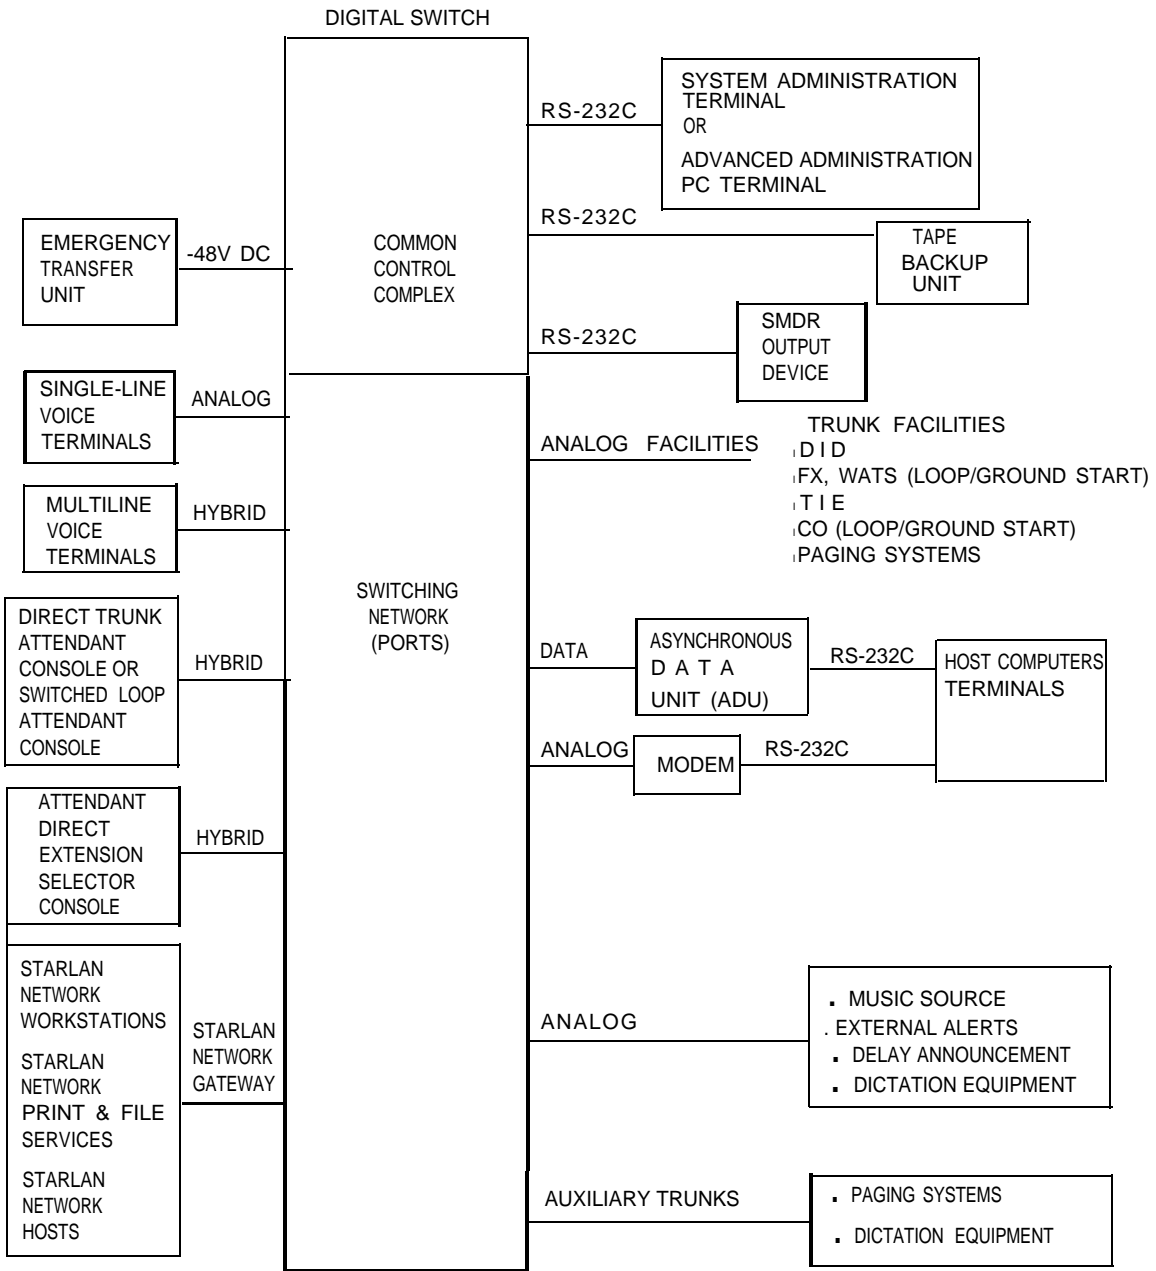 DIGITAL SWITCH
RS-232C
SYSTEM ADMINISTRATION
TERMINAL
OR
ADVANCED ADMINISTRATION
PC TERMINAL
RS-232C
TAPE
BACKUP
UNIT
EMERGENCY
TRANSFER
UNIT
-48V DC
COMMON
CONTROL
COMPLEX
RS-232C
SMDR
OUTPUT
DEVICE
SINGLE-LINE
VOICE
TERMINALS
ANALOG
ANALOG FACILITIES
TRUNK FACILITIES
DID
FX, WATS (LOOP/GROUND START)
TIE
CO (LOOP/GROUND START)
PAGING SYSTEMS
MULTILINE
VOICE
TERMINALS
HYBRID
SWITCHING
NETWORK
(PORTS)
DIRECT TRUNK
ATTENDANT
CONSOLE OR
SWITCHED LOOP
ATTENDANT
CONSOLE
HYBRID
DATA
ASYNCHRONOUS
DATA
UNIT (ADU)
RS-232C
HOST COMPUTERS
TERMINALS
ANALOG
MODEM
RS-232C
ATTENDANT
DIRECT
EXTENSION
SELECTOR
CONSOLE
HYBRID
STARLAN
NETWORK
WORKSTATIONS
STARLAN
NETWORK
PRINT & FILE
SERVICES
STARLAN
NETWORK
HOSTS
STARLAN
NETWORK
GATEWAY
ANALOG
. MUSIC SOURCE
. EXTERNAL ALERTS
. DELAY ANNOUNCEMENT
. DICTATION EQUIPMENT
AUXILIARY TRUNKS
. PAGING SYSTEMS
. DICTATION EQUIPMENT